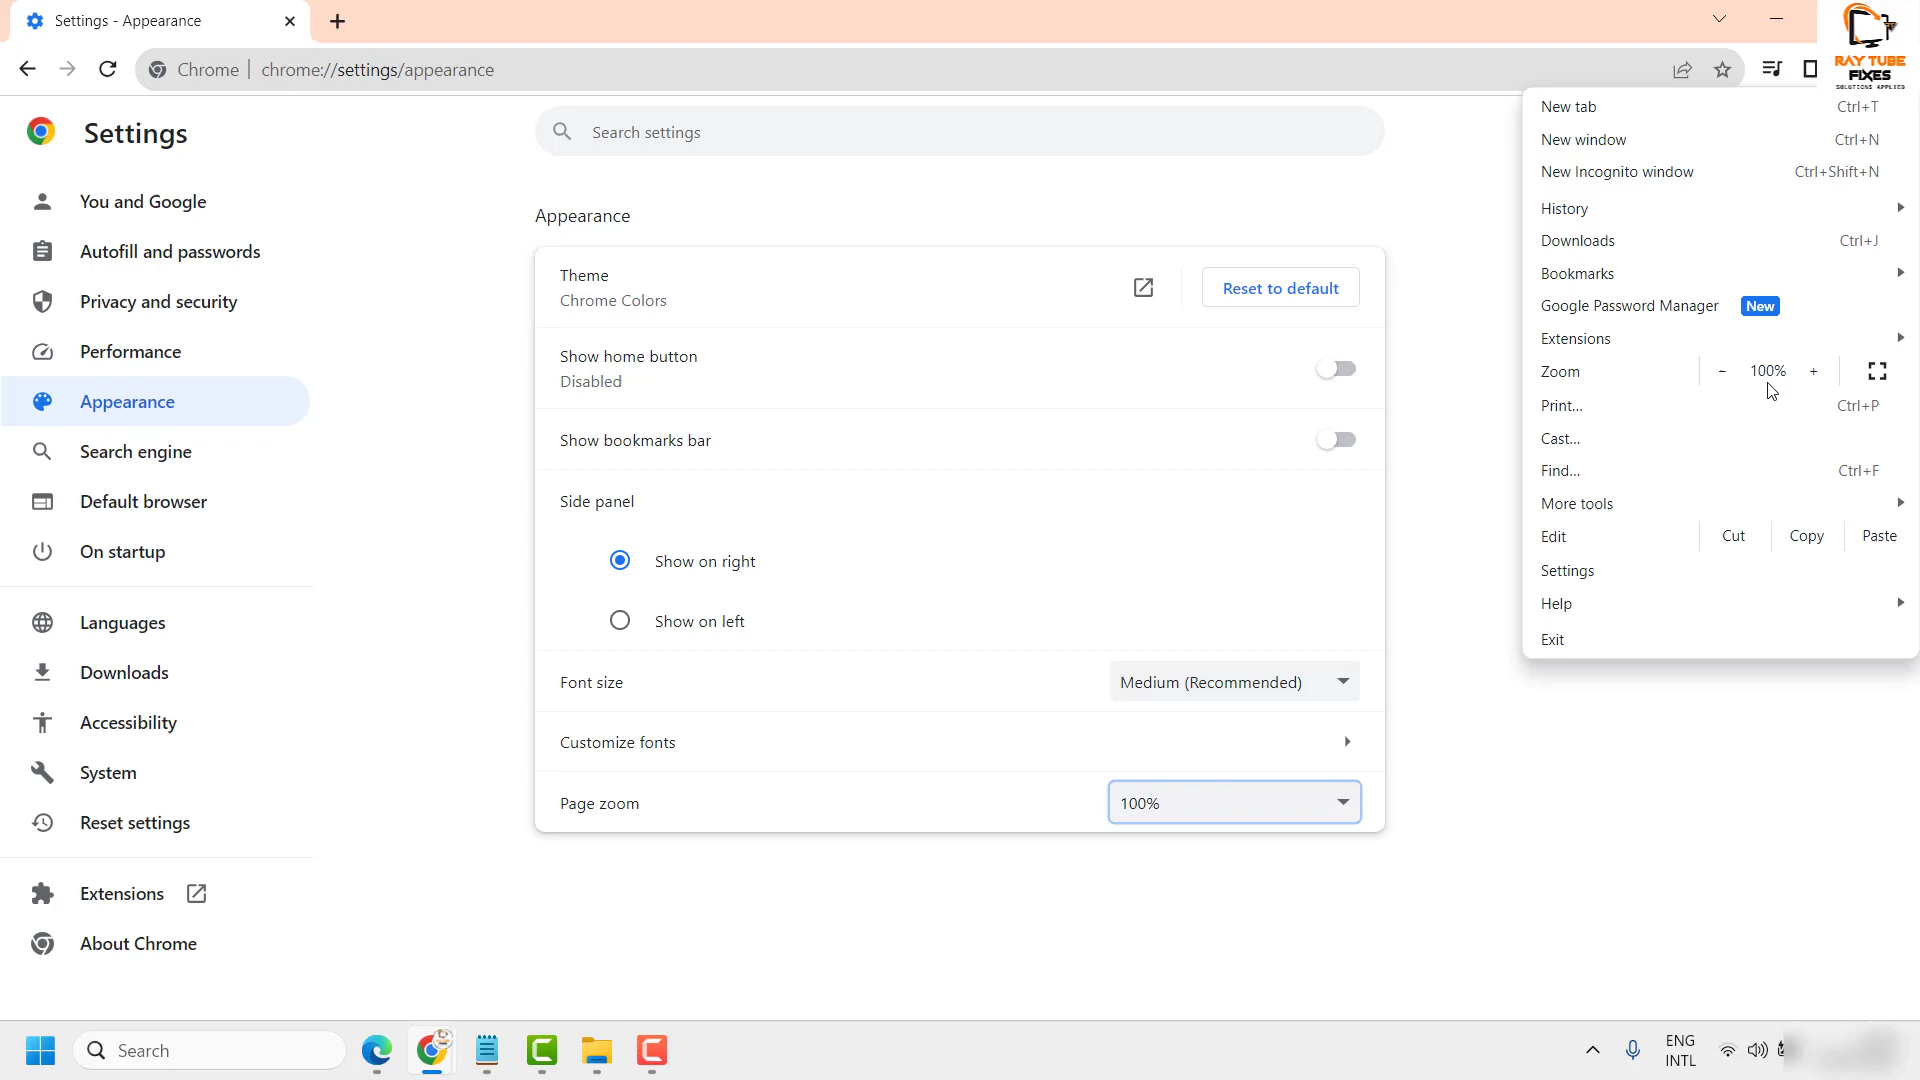 Settings - Appearance
Chrome | chrome://settings/appearance
RAY TUBE
FIXES
SOLUTIONS APPLIED
Settings
Search settings
You and Google
Autofill and passwords
Privacy and security
Performance
Appearance
Search engine
Default browser
On startup
Languages
Downloads
Accessibility
System
Reset settings
Extensions
About Chrome
Appearance
Theme
Chrome Colors
Reset to default
Show home button
Disabled
Show bookmarks bar
Side panel
Show on right
Show on left
Font size
Medium (Recommended)
Customize fonts
Page zoom
100%
New tab Ctrl+T
New window Ctrl+N
New Incognito window Ctrl+Shift+N
History
Downloads Ctrl+J
Bookmarks
Google Password Manager New
Extensions
Zoom - 100% +
Print... Ctrl+P
Cast...
Find... Ctrl+F
More tools
Edit Cut Copy Paste
Settings
Help
Exit
Search
ENG
INTL